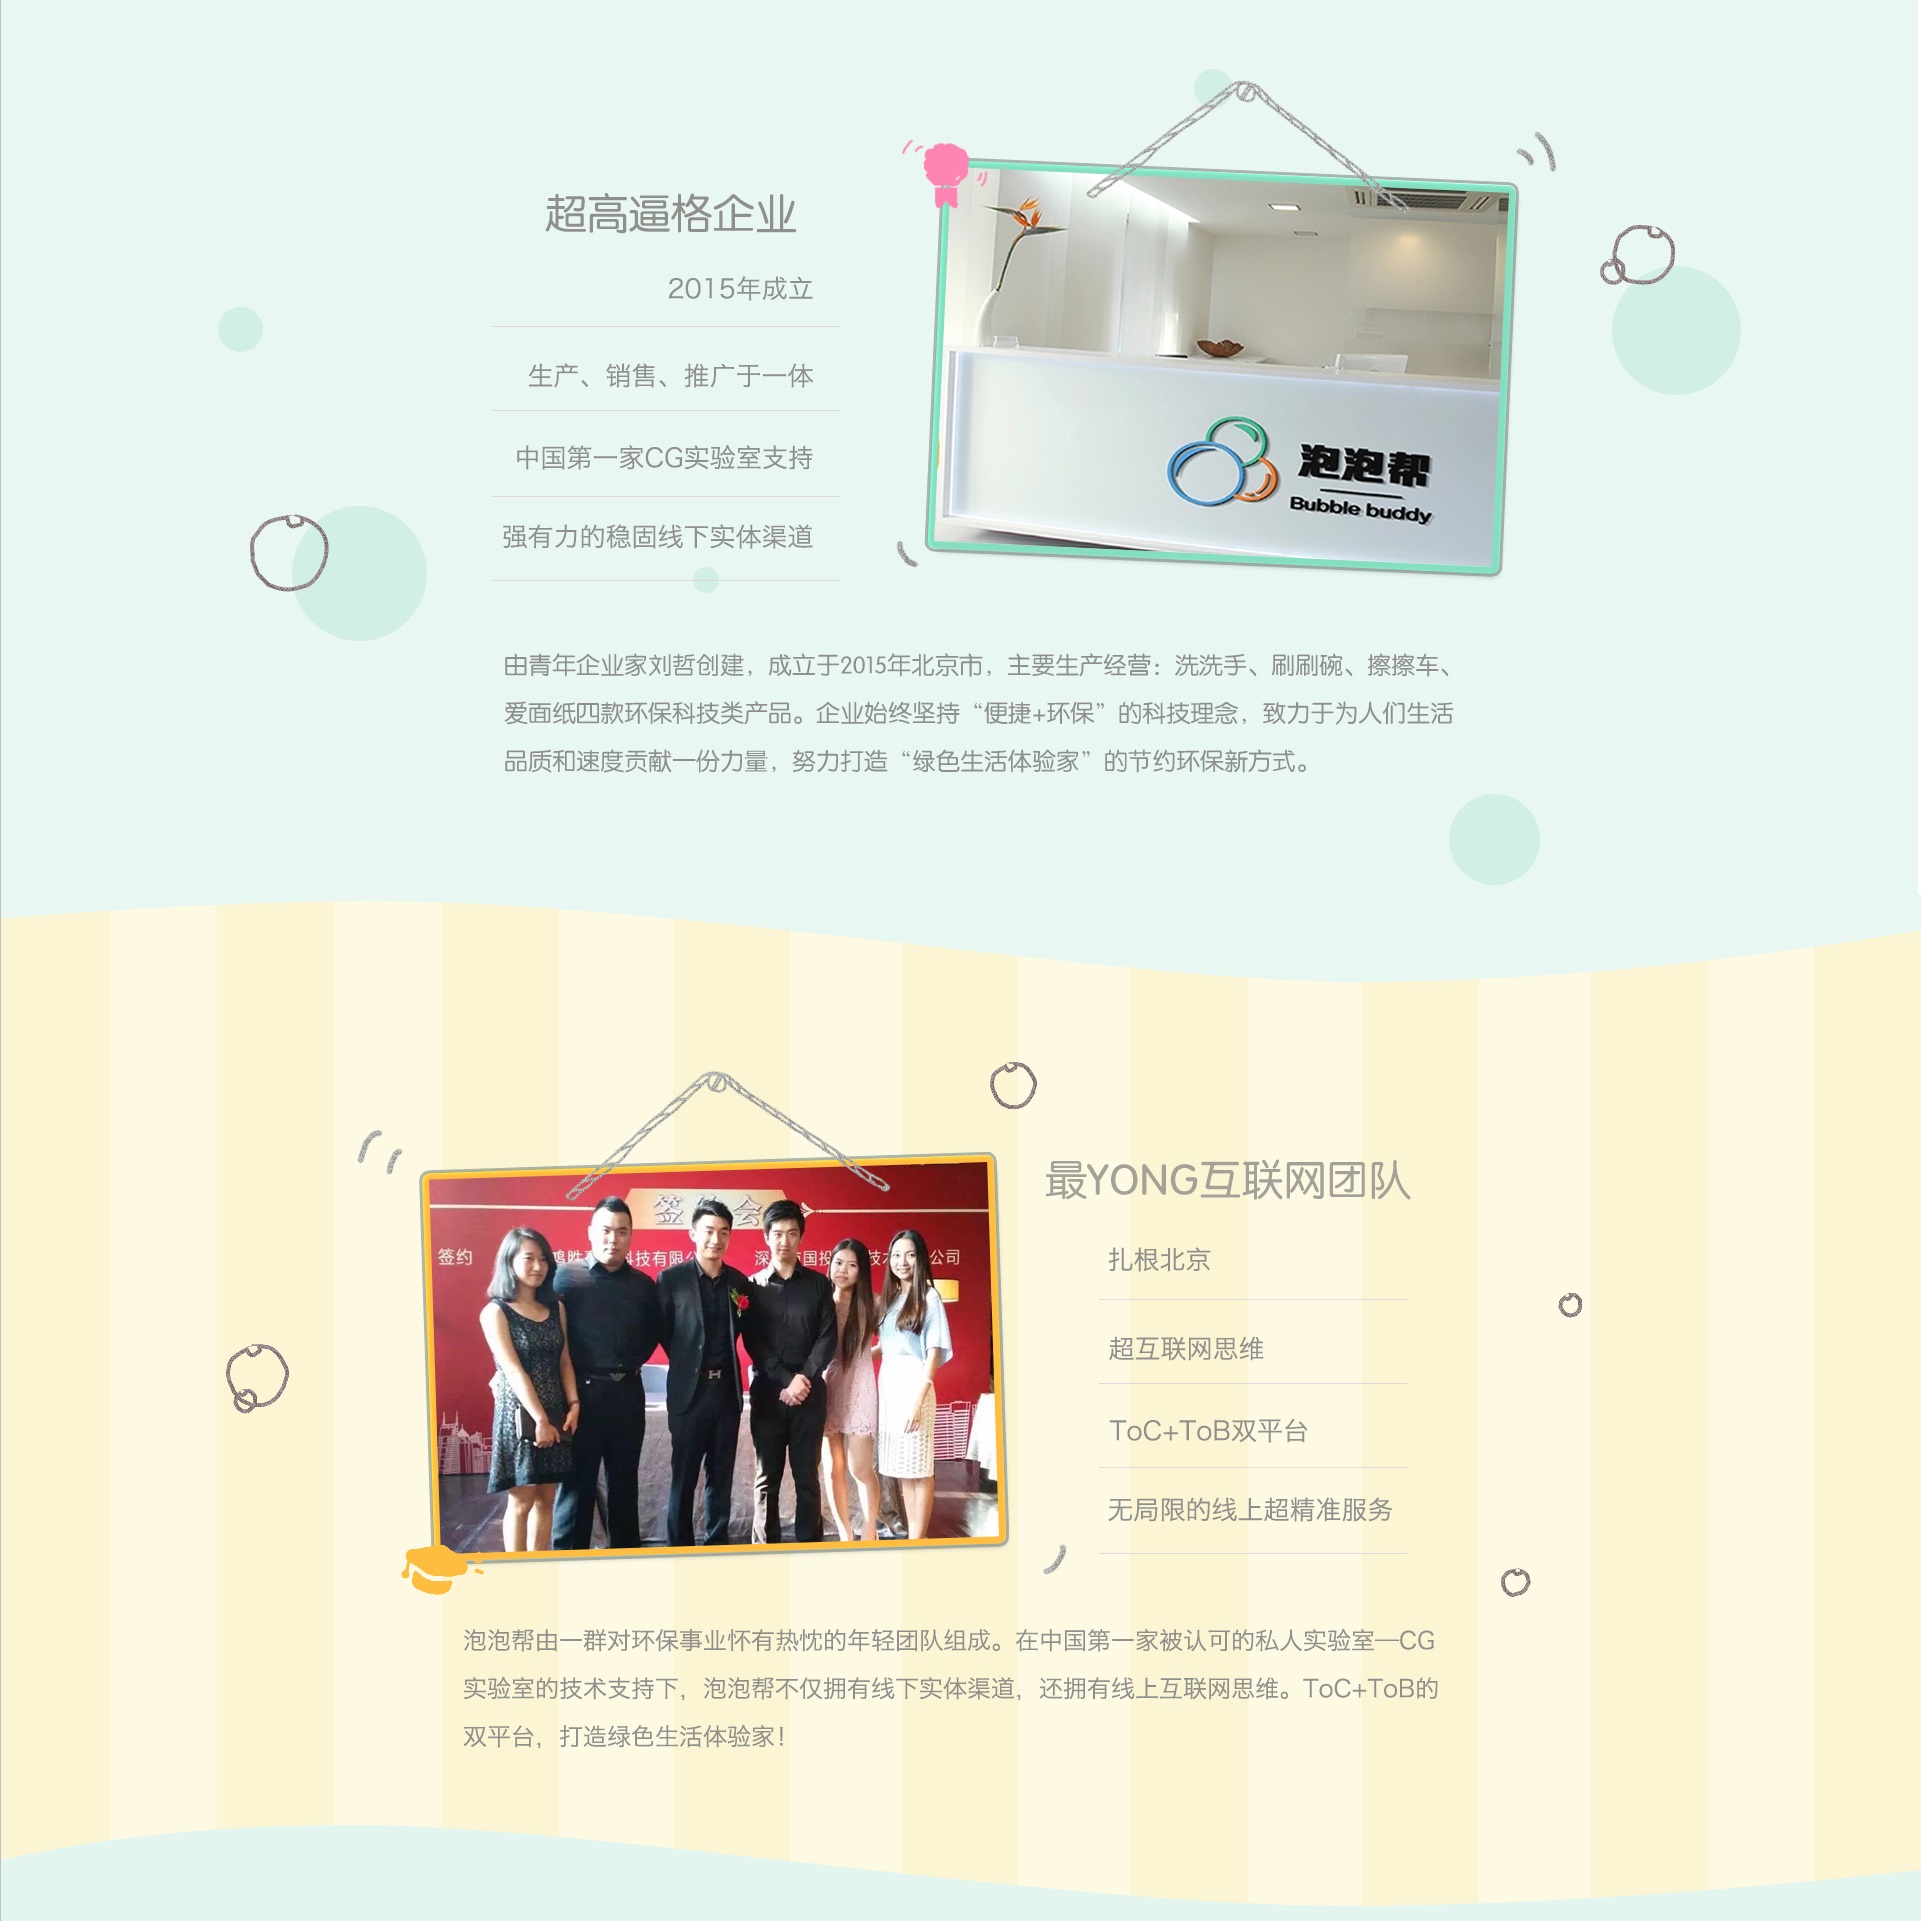 超高逼格企业
2015年成立
生产、销售、推广于一体
中国第一家CG实验室支持
强有力的稳固线下实体渠道
泡泡帮
Bubble buddy
由青年企业家刘哲创建，成立于2015年北京市，主要生产经营：洗洗手、刷刷碗、擦擦车、
爱面纸四款环保科技类产品。企业始终坚持“便捷+环保”的科技理念，致力于为人们生活
品质和速度贡献一份力量，努力打造“绿色生活体验家”的节约环保新方式。
签 会
签约
科技有限公
深 国投 技术 公司
最YONG互联网团队
扎根北京
超互联网思维
ToC+ToB双平台
无局限的线上超精准服务
泡泡帮由一群对环保事业怀有热忱的年轻团队组成。在中国第一家被认可的私人实验室—CG
实验室的技术支持下，泡泡帮不仅拥有线下实体渠道，还拥有线上互联网思维。ToC+ToB的
双平台，打造绿色生活体验家！